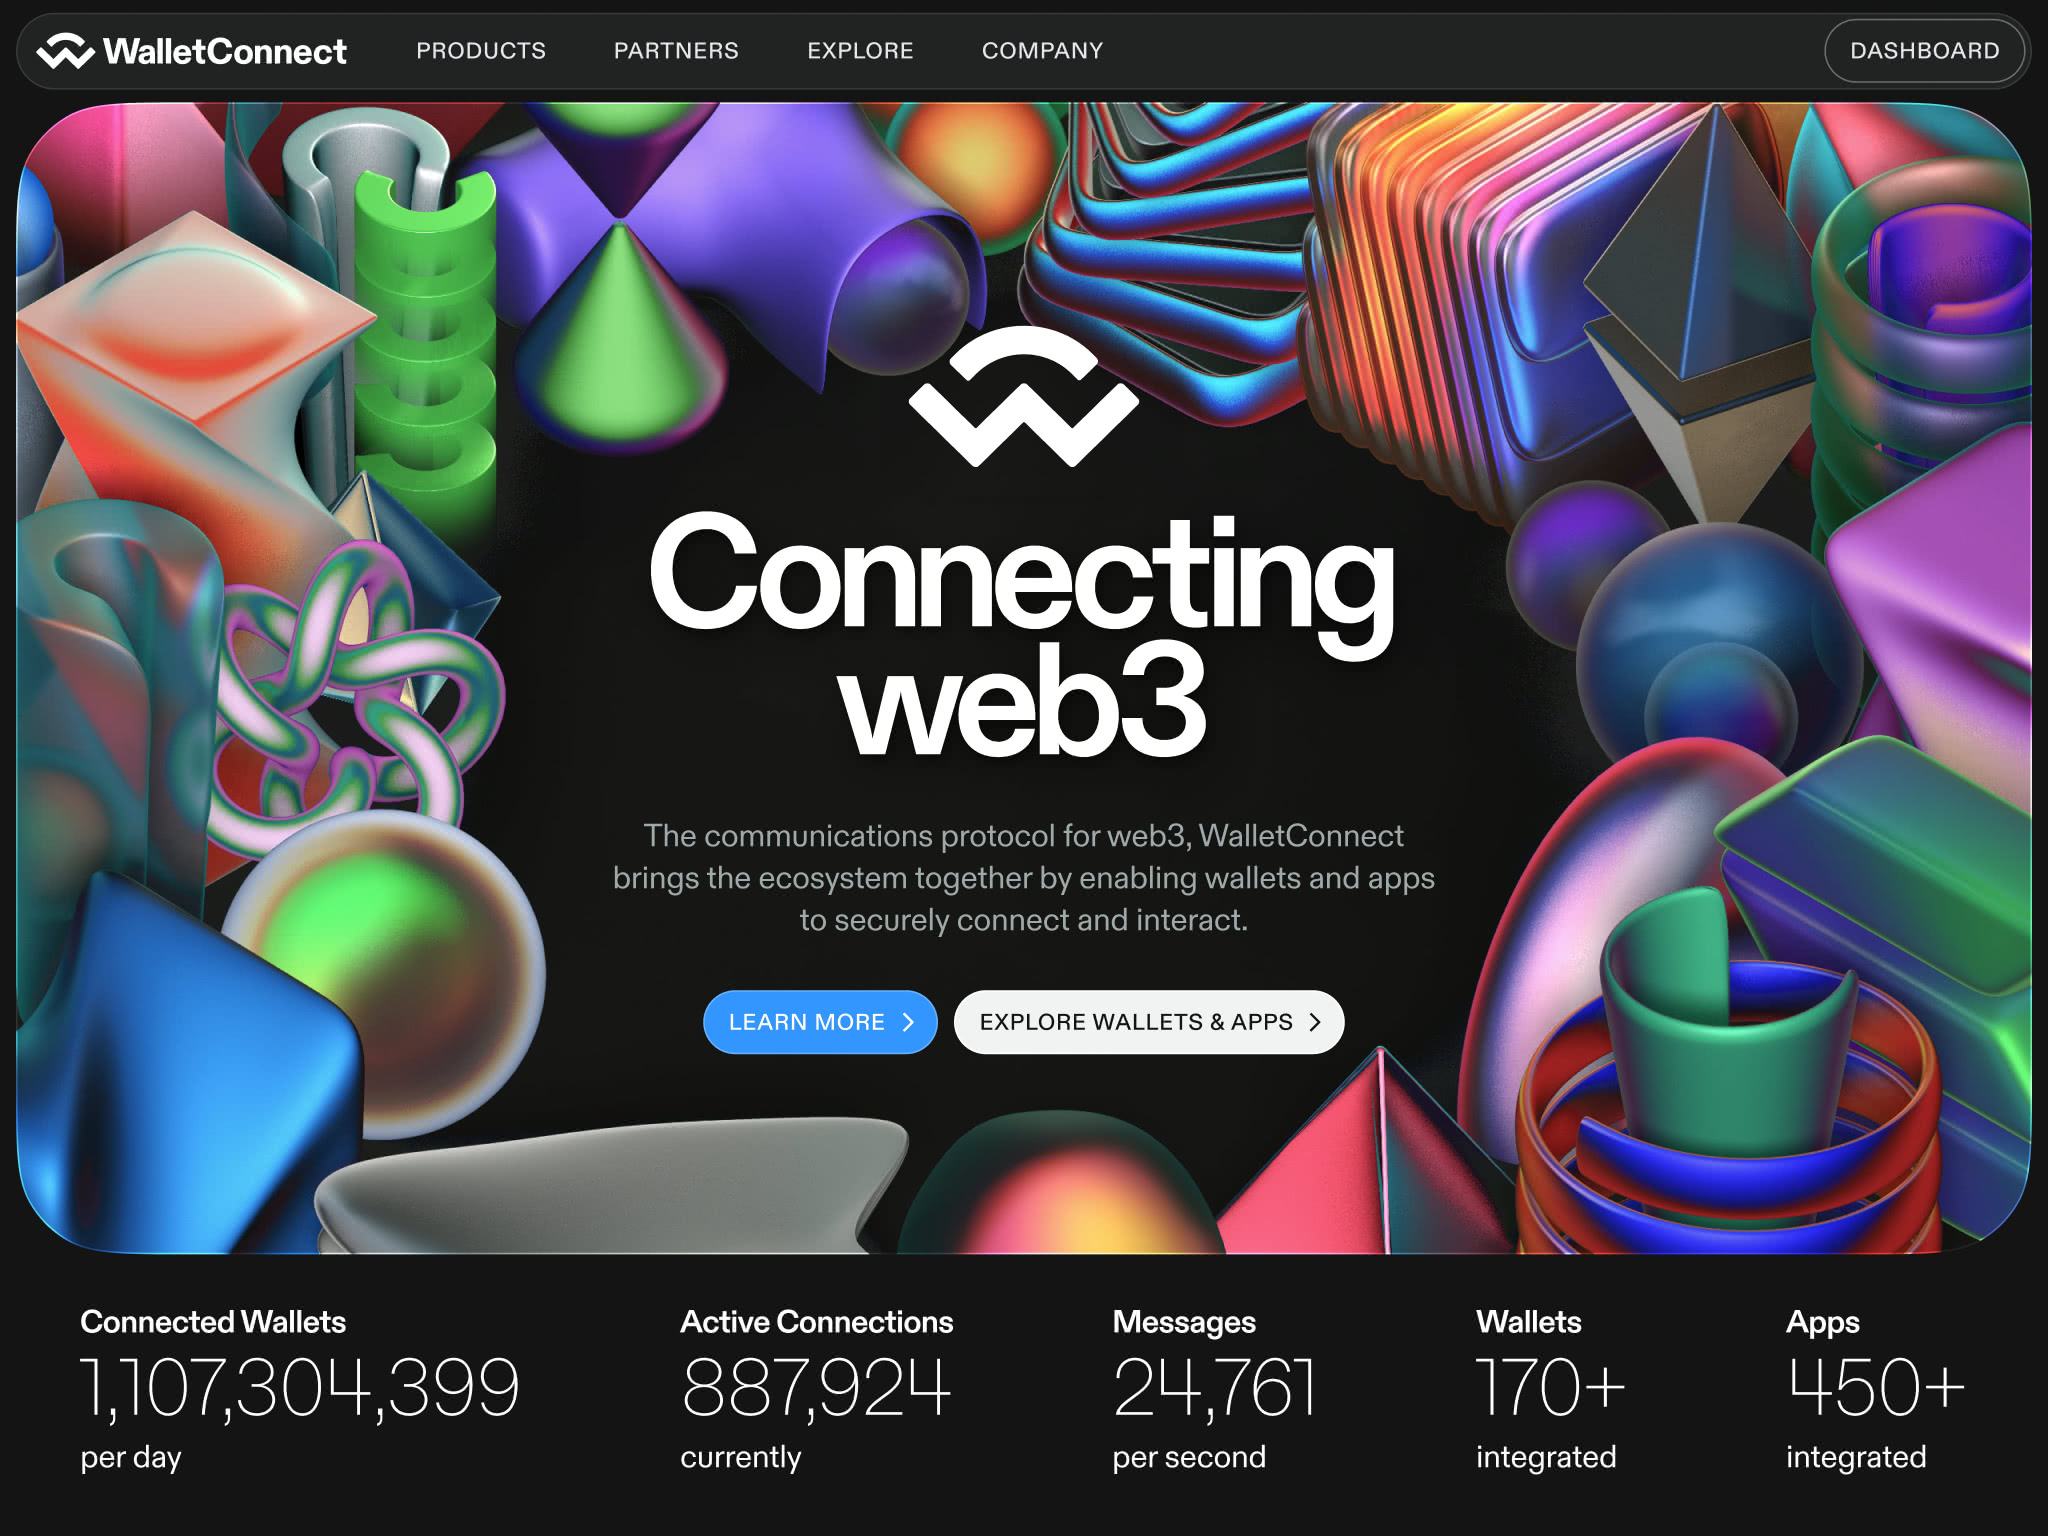 WalletConnect
PRODUCTS
PARTNERS
EXPLORE
COMPANY
DASHBOARD
Connecting
web3
The communications protocol for web3, WalletConnect
brings the ecosystem together by enabling wallets and apps
to securely connect and interact.
LEARN MORE
EXPLORE WALLETS & APPS
Connected Wallets
1,107,304,399
per day
Active Connections
887,924
currently
Messages
24,761
per second
Wallets
170+
integrated
Apps
450+
integrated